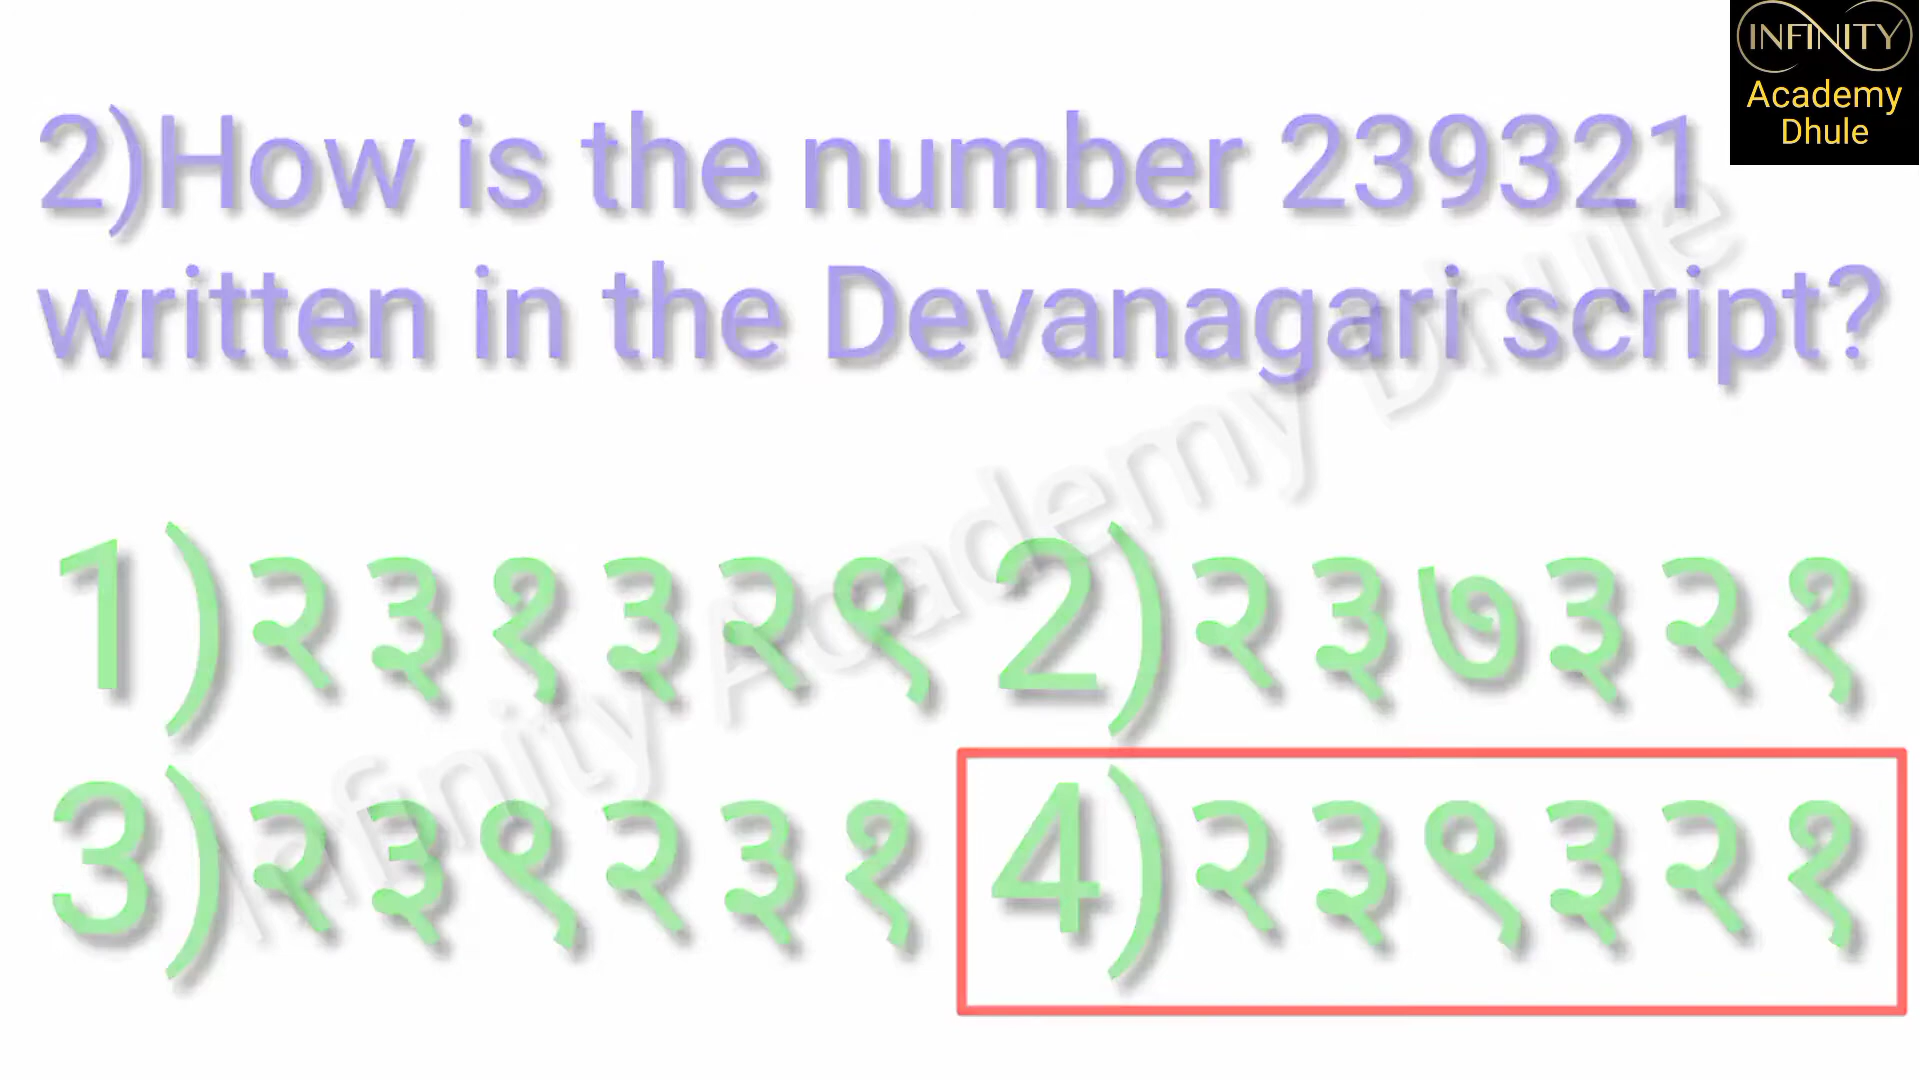 INFINITY
Academy
Dhule
2)How is the number 239321
written in the Devanagari script?
1)२३१३२९ 2)२३७३२१
3)२३९२३१ 4)२३९३२१
Infinity Academy Dhule